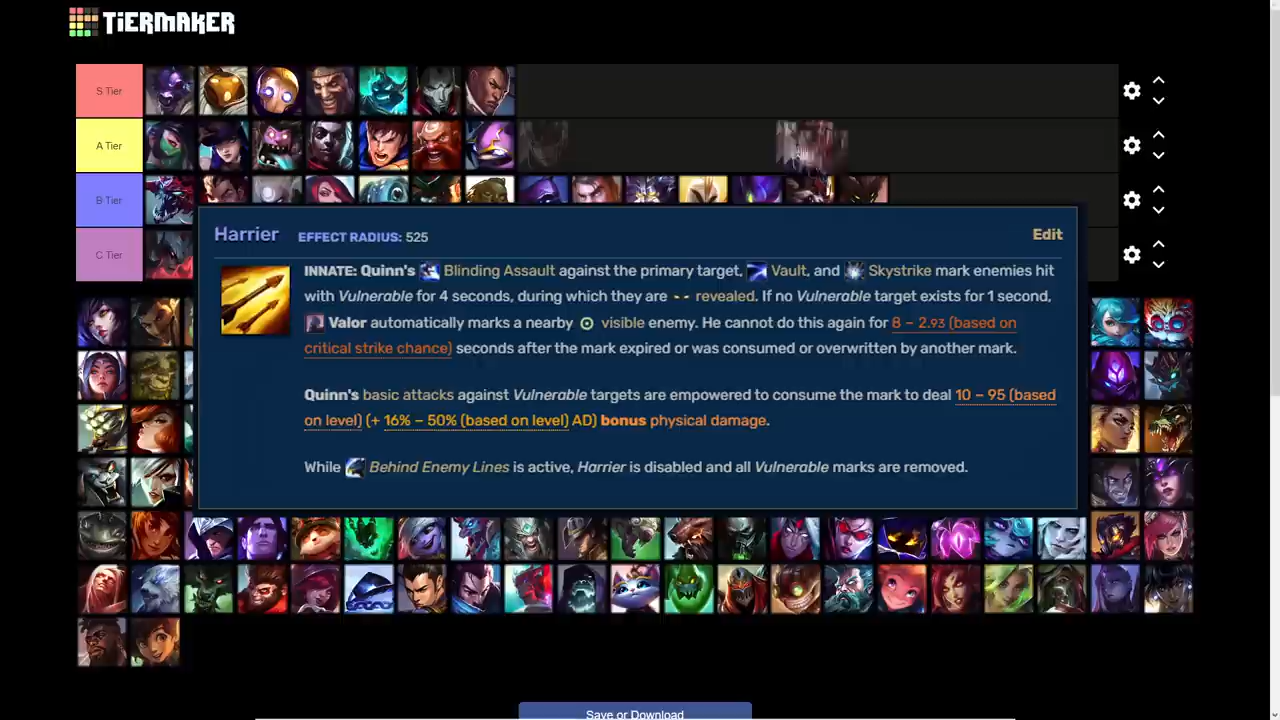 TIERMAKER
S Tier
A Tier
B Tier
C Tier
Harrier EFFECT RADIUS: 525 Edit
INNATE: Quinn's Blinding Assault against the primary target, Vault, and Skystrike mark enemies hit
with Vulnerable for 4 seconds, during which they are revealed. If no Vulnerable target exists for 1 second,
Valor automatically marks a nearby visible enemy. He cannot do this again for 8 – 2.93 (based on
critical strike chance) seconds after the mark expired or was consumed or overwritten by another mark.
Quinn's basic attacks against Vulnerable targets are empowered to consume the mark to deal 10 – 95 (based
on level) (+ 16% – 50% (based on level) AD) bonus physical damage.
While Behind Enemy Lines is active, Harrier is disabled and all Vulnerable marks are removed.
Save or Download